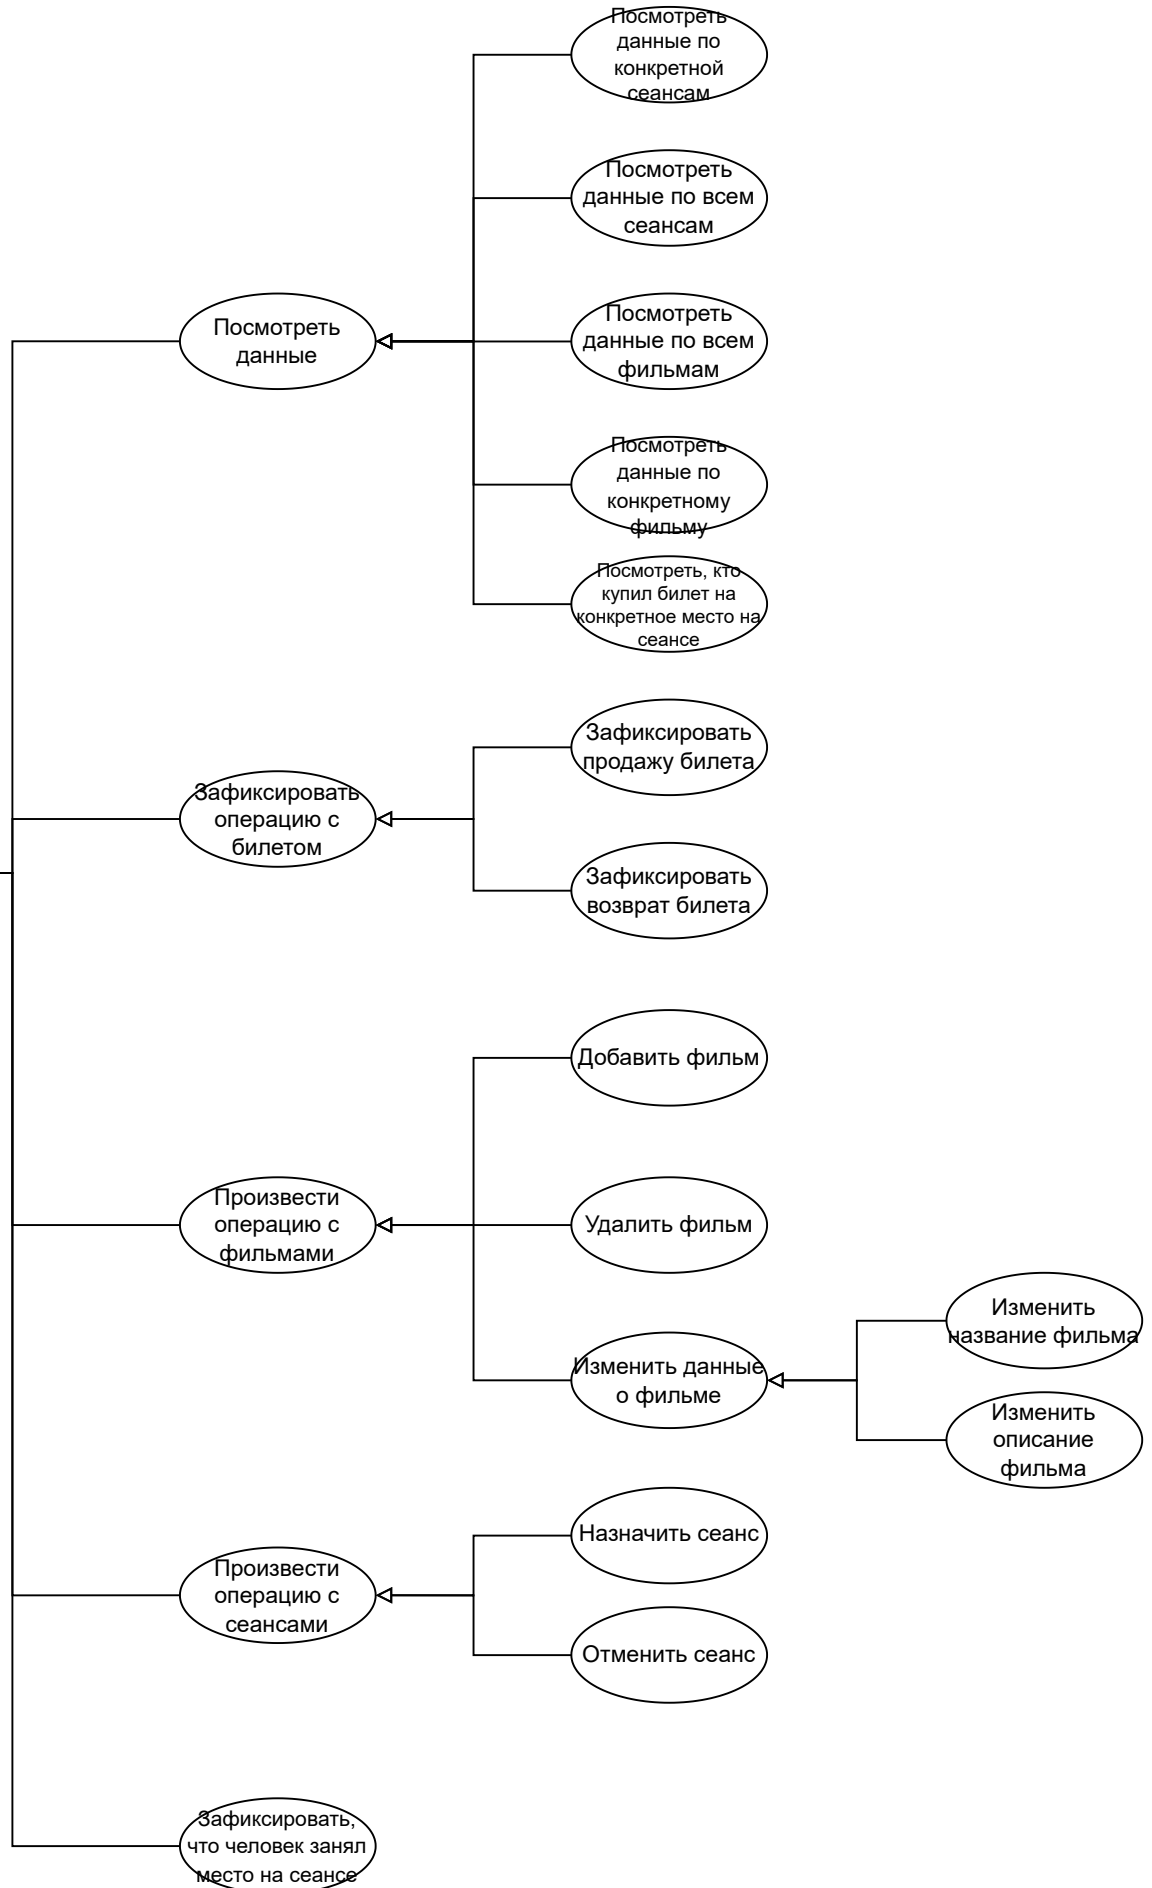 Посмотреть
данные по
конкретной
сеансам
Посмотреть
данные по всем
сеансам
Посмотреть
данные
Посмотреть
данные по всем
фильмам
Посмотреть
данные по
конкретному
фильму
Посмотреть, кто
купил билет на
конкретное место на
сеансе
Зафиксировать
продажу билета
Зафиксировать
операцию с
билетом
Зафиксировать
возврат билета
Добавить фильм
Произвести
операцию с
фильмами
Удалить фильм
Изменить
название фильма
Изменить данные
о фильме
Изменить
описание
фильма
Назначить сеанс
Произвести
операцию с
сеансами
Отменить сеанс
Зафиксировать,
что человек занял
место на сеансе